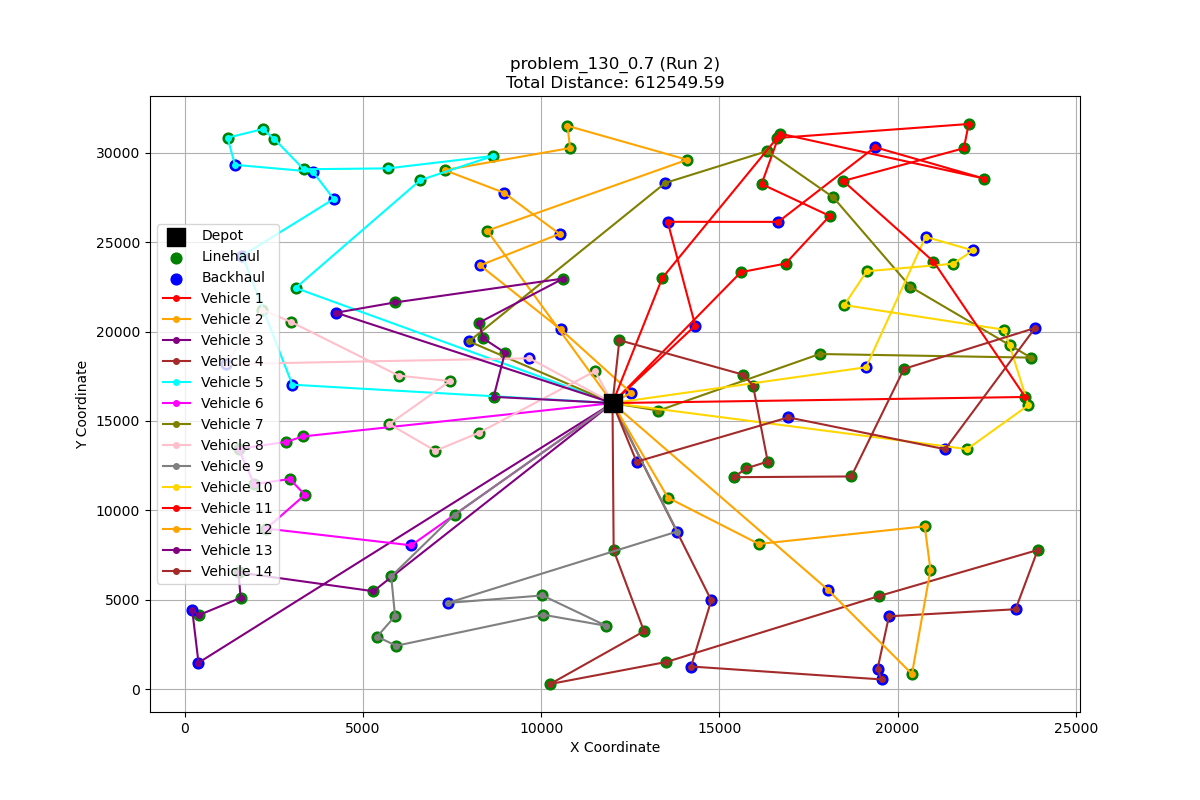 problem_130_0.7 (Run 2)
Total Distance: 612549.59
30000
25000
20000
15000
10000
5000
0
Y Coordinate
Depot
Linehaul
Backhaul
Vehicle 1
Vehicle 2
Vehicle 3
Vehicle 4
Vehicle 5
Vehicle 6
Vehicle 7
Vehicle 8
Vehicle 9
Vehicle 10
Vehicle 11
Vehicle 12
Vehicle 13
Vehicle 14
0
5000
10000
15000
20000
25000
X Coordinate